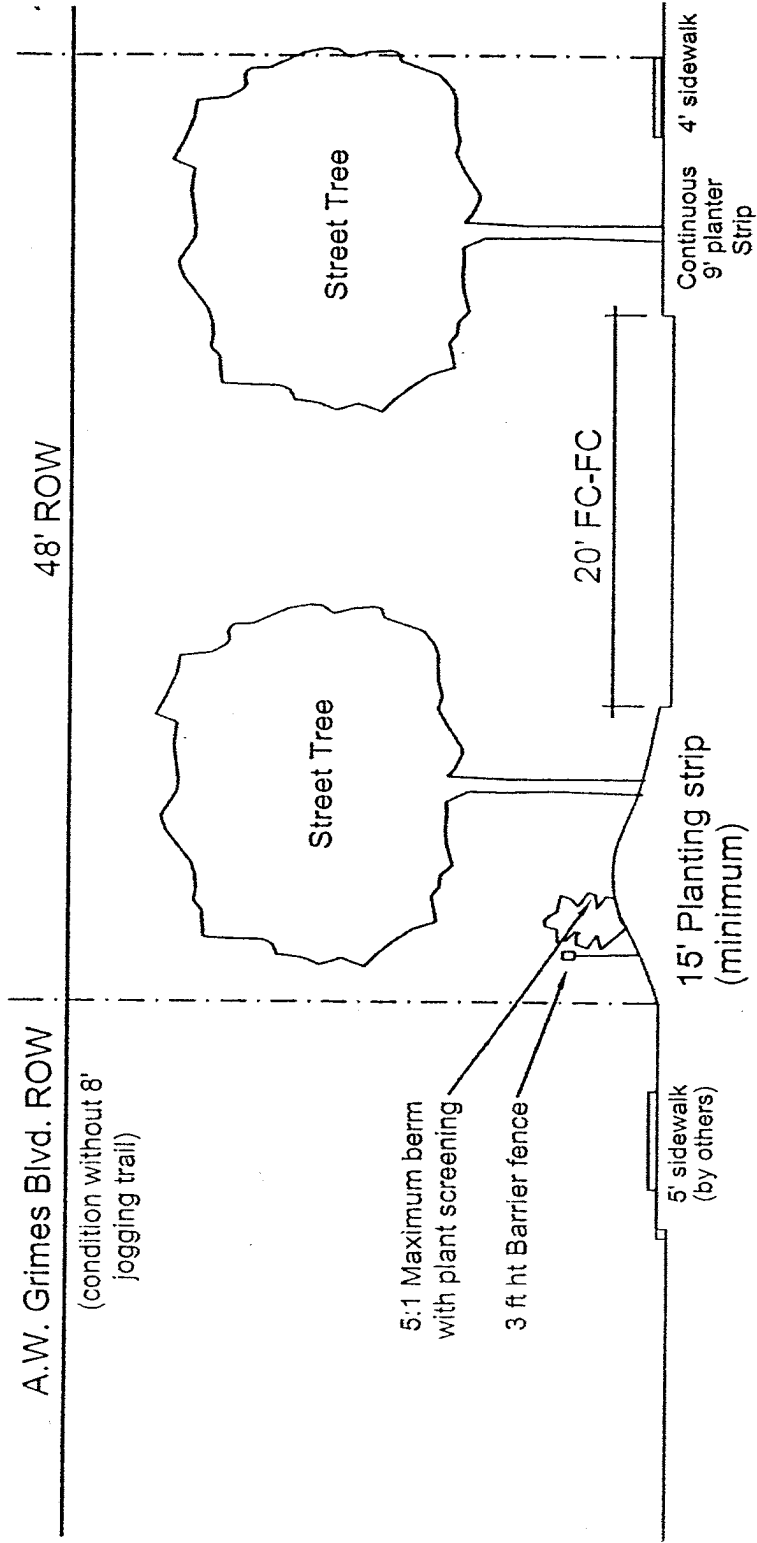 A.W. Grimes Blvd. ROW
48' ROW
(condition without 8'
jogging trail)
Street Tree
Street Tree
5:1 Maximum berm
with plant screening
3 ft ht Barrier fence
20' FC-FC
5' sidewalk
(by others)
15' Planting strip
(minimum)
Continuous
9' planter
Strip
4' sidewalk